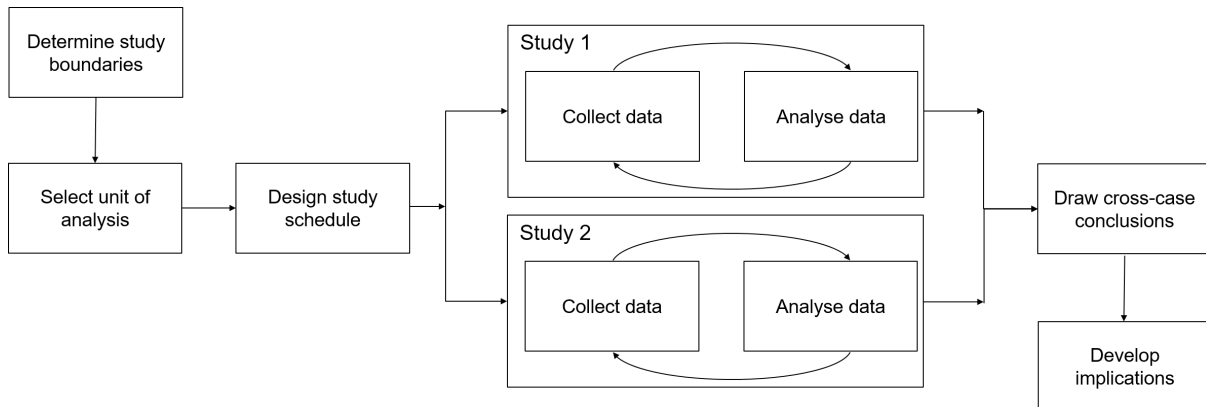 Determine study
boundaries
Select unit of
analysis
Design study
schedule
Study 1
Collect data
Analyse data
Study 2
Collect data
Analyse data
Draw cross-case
conclusions
Develop
implications